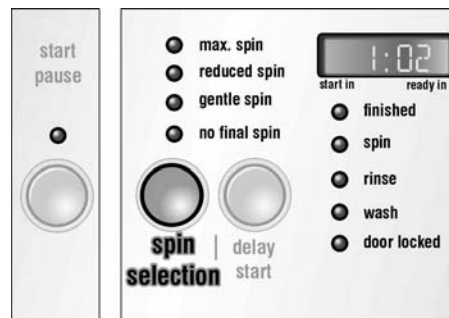 start
pause
max. spin
reduced spin
gentle spin
no final spin
spin
selection
delay
start
1:02
start in ready in
finished
spin
rinse
wash
door locked